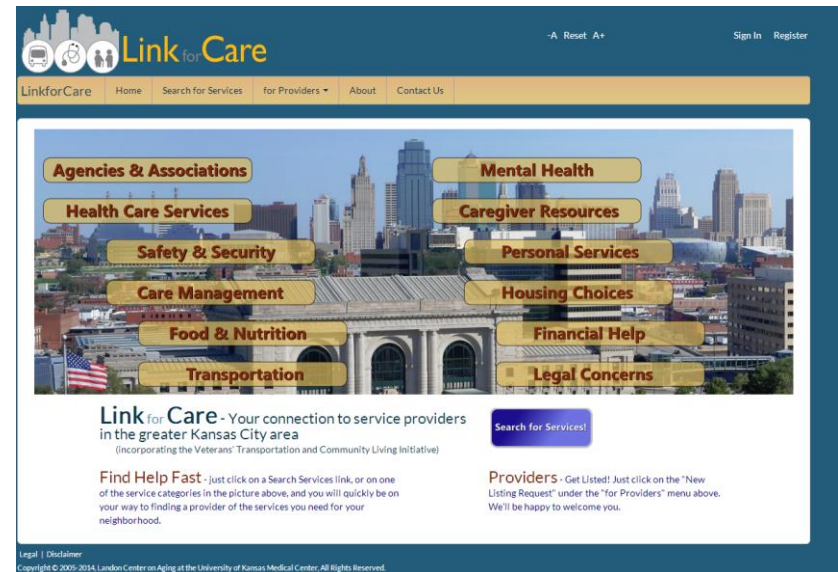 Link for Care
-A Reset A+
Sign In Register
LinkforCare Home Search for Services for Providers About Contact Us
Agencies & Associations
Mental Health
Health Care Services
Caregiver Resources
Safety & Security
Personal Services
Care Management
Housing Choices
Food & Nutrition
Financial Help
Transportation
Legal Concerns
Link for Care - Your connection to service providers
in the greater Kansas City area
(incorporating the Veterans' Transportation and Community Living Initiative)
Search for Services!
Find Help Fast - just click on a Search Services link, or on one
of the service categories in the picture above, and you will quickly be on
your way to finding a provider of the services you need for your
neighborhood.
Providers - Get Listed! Just click on the "New
Listing Request" under the "for Providers" menu above.
We'll be happy to welcome you.
Legal | Disclaimer
Copyright © 2005-2014, Landon Center on Aging at the University of Kansas Medical Center, All Rights Reserved.